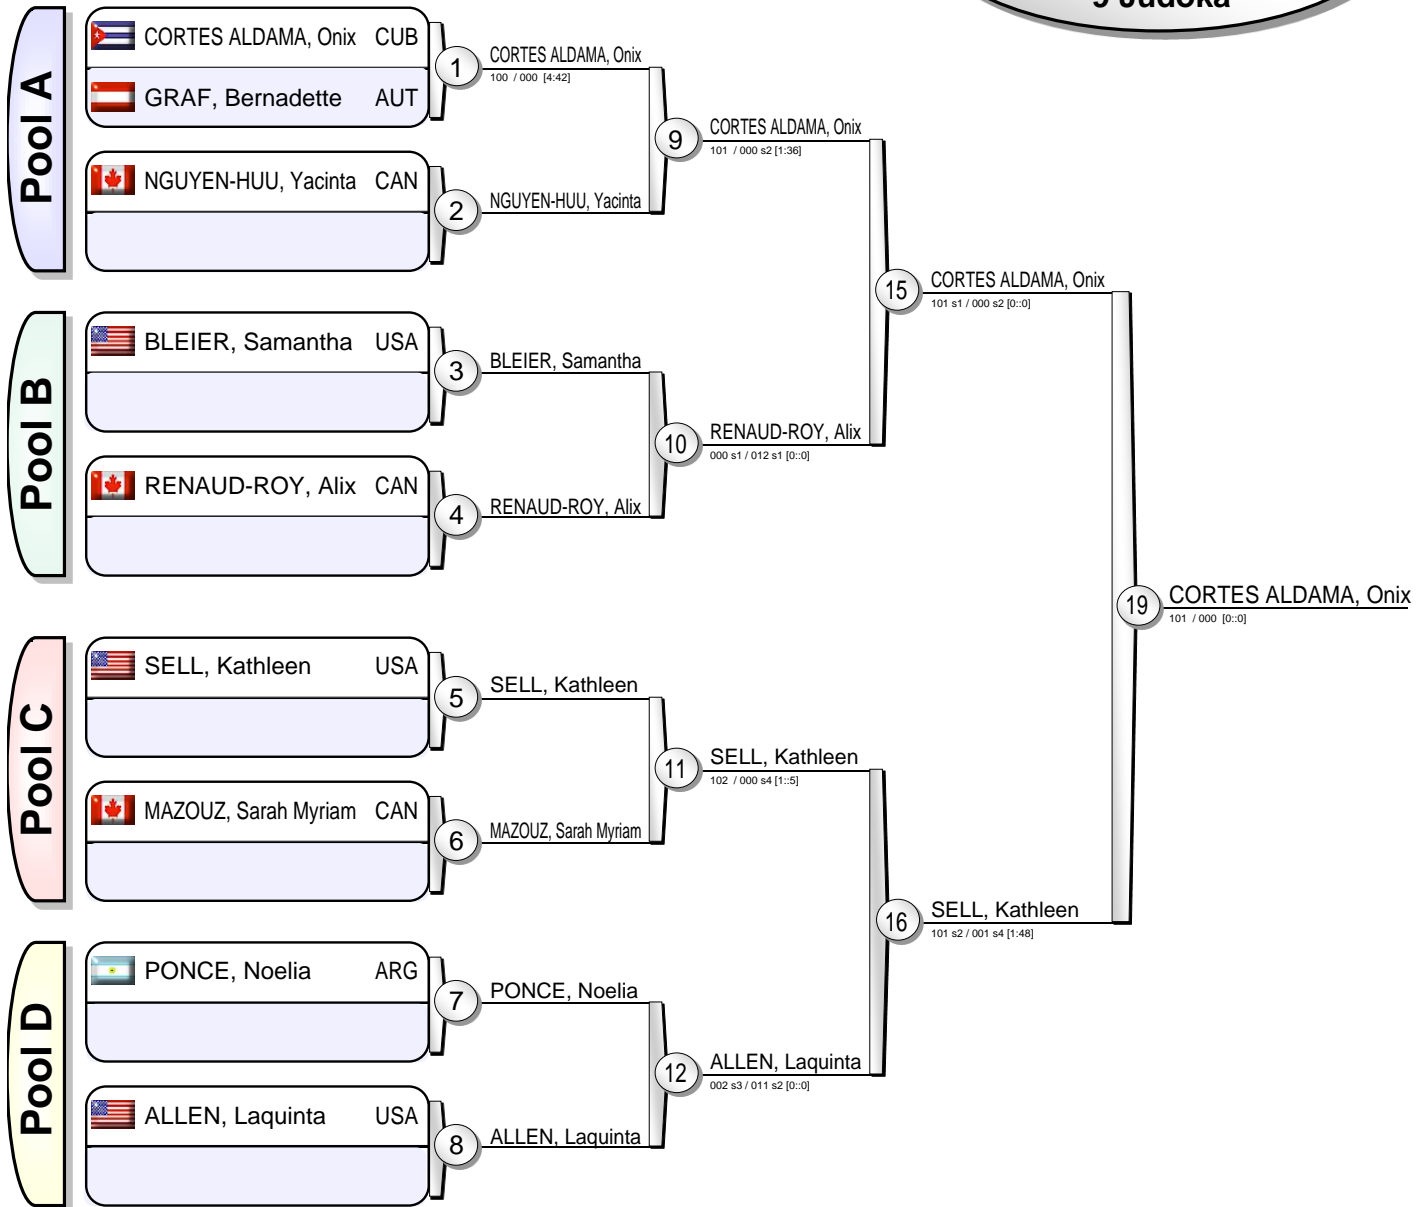 9 Judoka
Pool A
CORTES ALDAMA, Onix CUB
GRAF, Bernadette AUT
1
CORTES ALDAMA, Onix
100 / 000 [4:42]
NGUYEN-HUU, Yacinta CAN
2
NGUYEN-HUU, Yacinta
9
CORTES ALDAMA, Onix
101 / 000 s2 [1:36]
Pool B
BLEIER, Samantha USA
3
BLEIER, Samantha
RENAUD-ROY, Alix CAN
4
RENAUD-ROY, Alix
10
RENAUD-ROY, Alix
000 s1 / 012 s1 [0::0]
15
CORTES ALDAMA, Onix
101 s1 / 000 s2 [0::0]
Pool C
SELL, Kathleen USA
5
SELL, Kathleen
MAZOUZ, Sarah Myriam CAN
6
MAZOUZ, Sarah Myriam
11
SELL, Kathleen
102 / 000 s4 [1::5]
Pool D
PONCE, Noelia ARG
7
PONCE, Noelia
ALLEN, Laquinta USA
8
ALLEN, Laquinta
12
ALLEN, Laquinta
002 s3 / 011 s2 [0::0]
16
SELL, Kathleen
101 s2 / 001 s4 [1:48]
19
CORTES ALDAMA, Onix
101 / 000 [0::0]